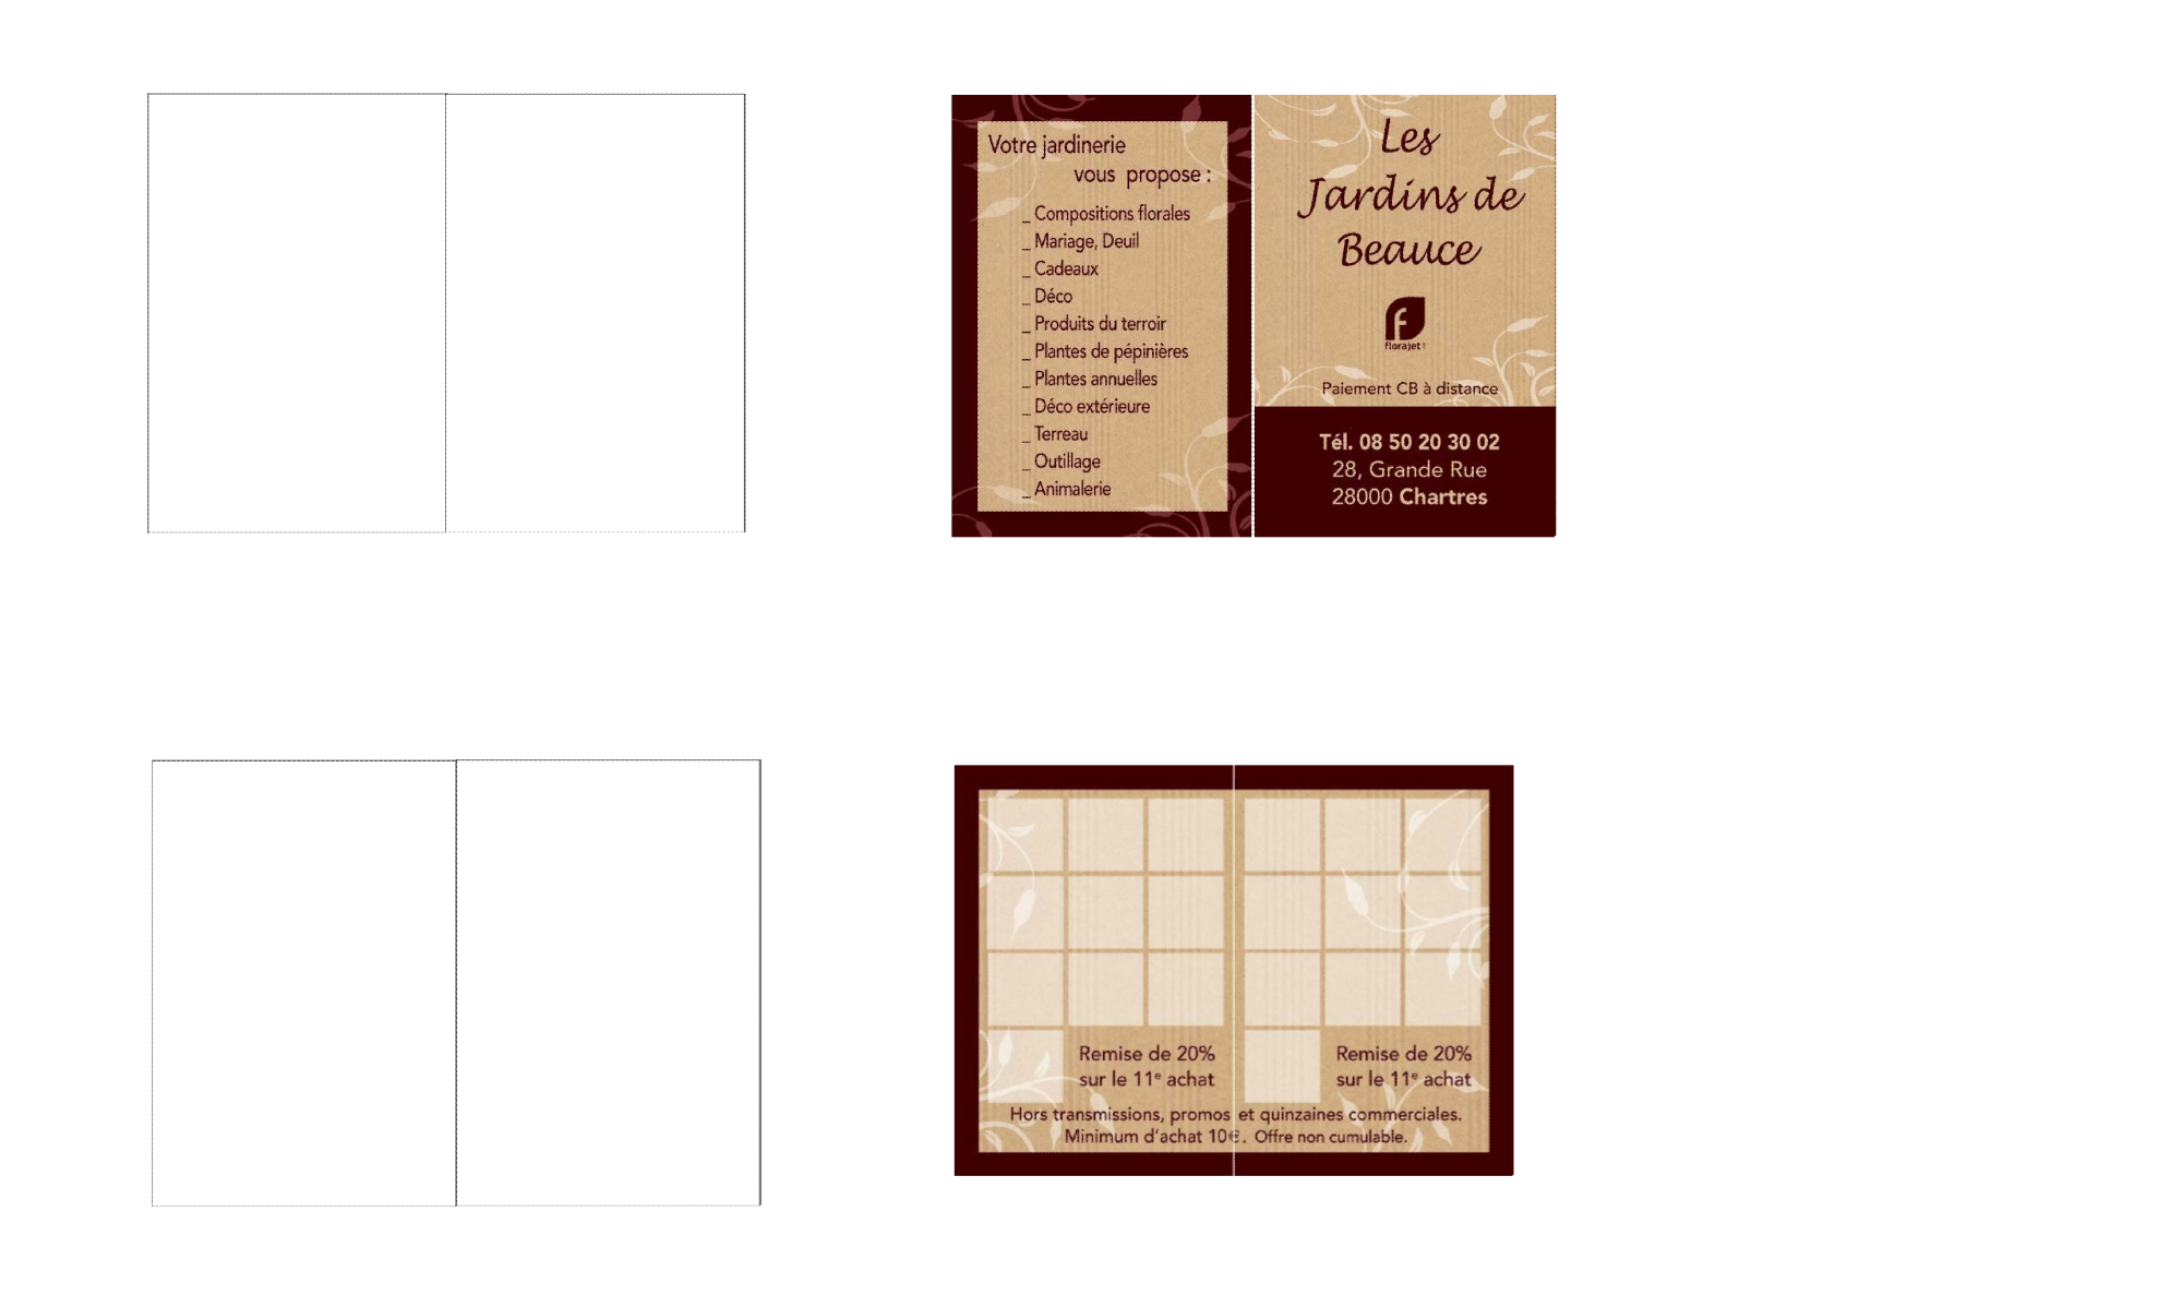 Votre jardinerie
vous propose :
_ Compositions florales
_ Mariage, Deuil
_ Cadeaux
_ Déco
_ Produits du terroir
_ Plantes de pépinières
_ Plantes annuelles
_ Déco extérieure
_ Terreau
_ Outillage
_ Animalerie
Les
Jardins de
Beauce
florajet
Paiement CB à distance
Tél. 08 50 20 30 02
28, Grande Rue
28000 Chartres
Remise de 20%
sur le 11e achat
Remise de 20%
sur le 11e achat
Hors transmissions, promos et quinzaines commerciales.
Minimum d'achat 10€. Offre non cumulable.